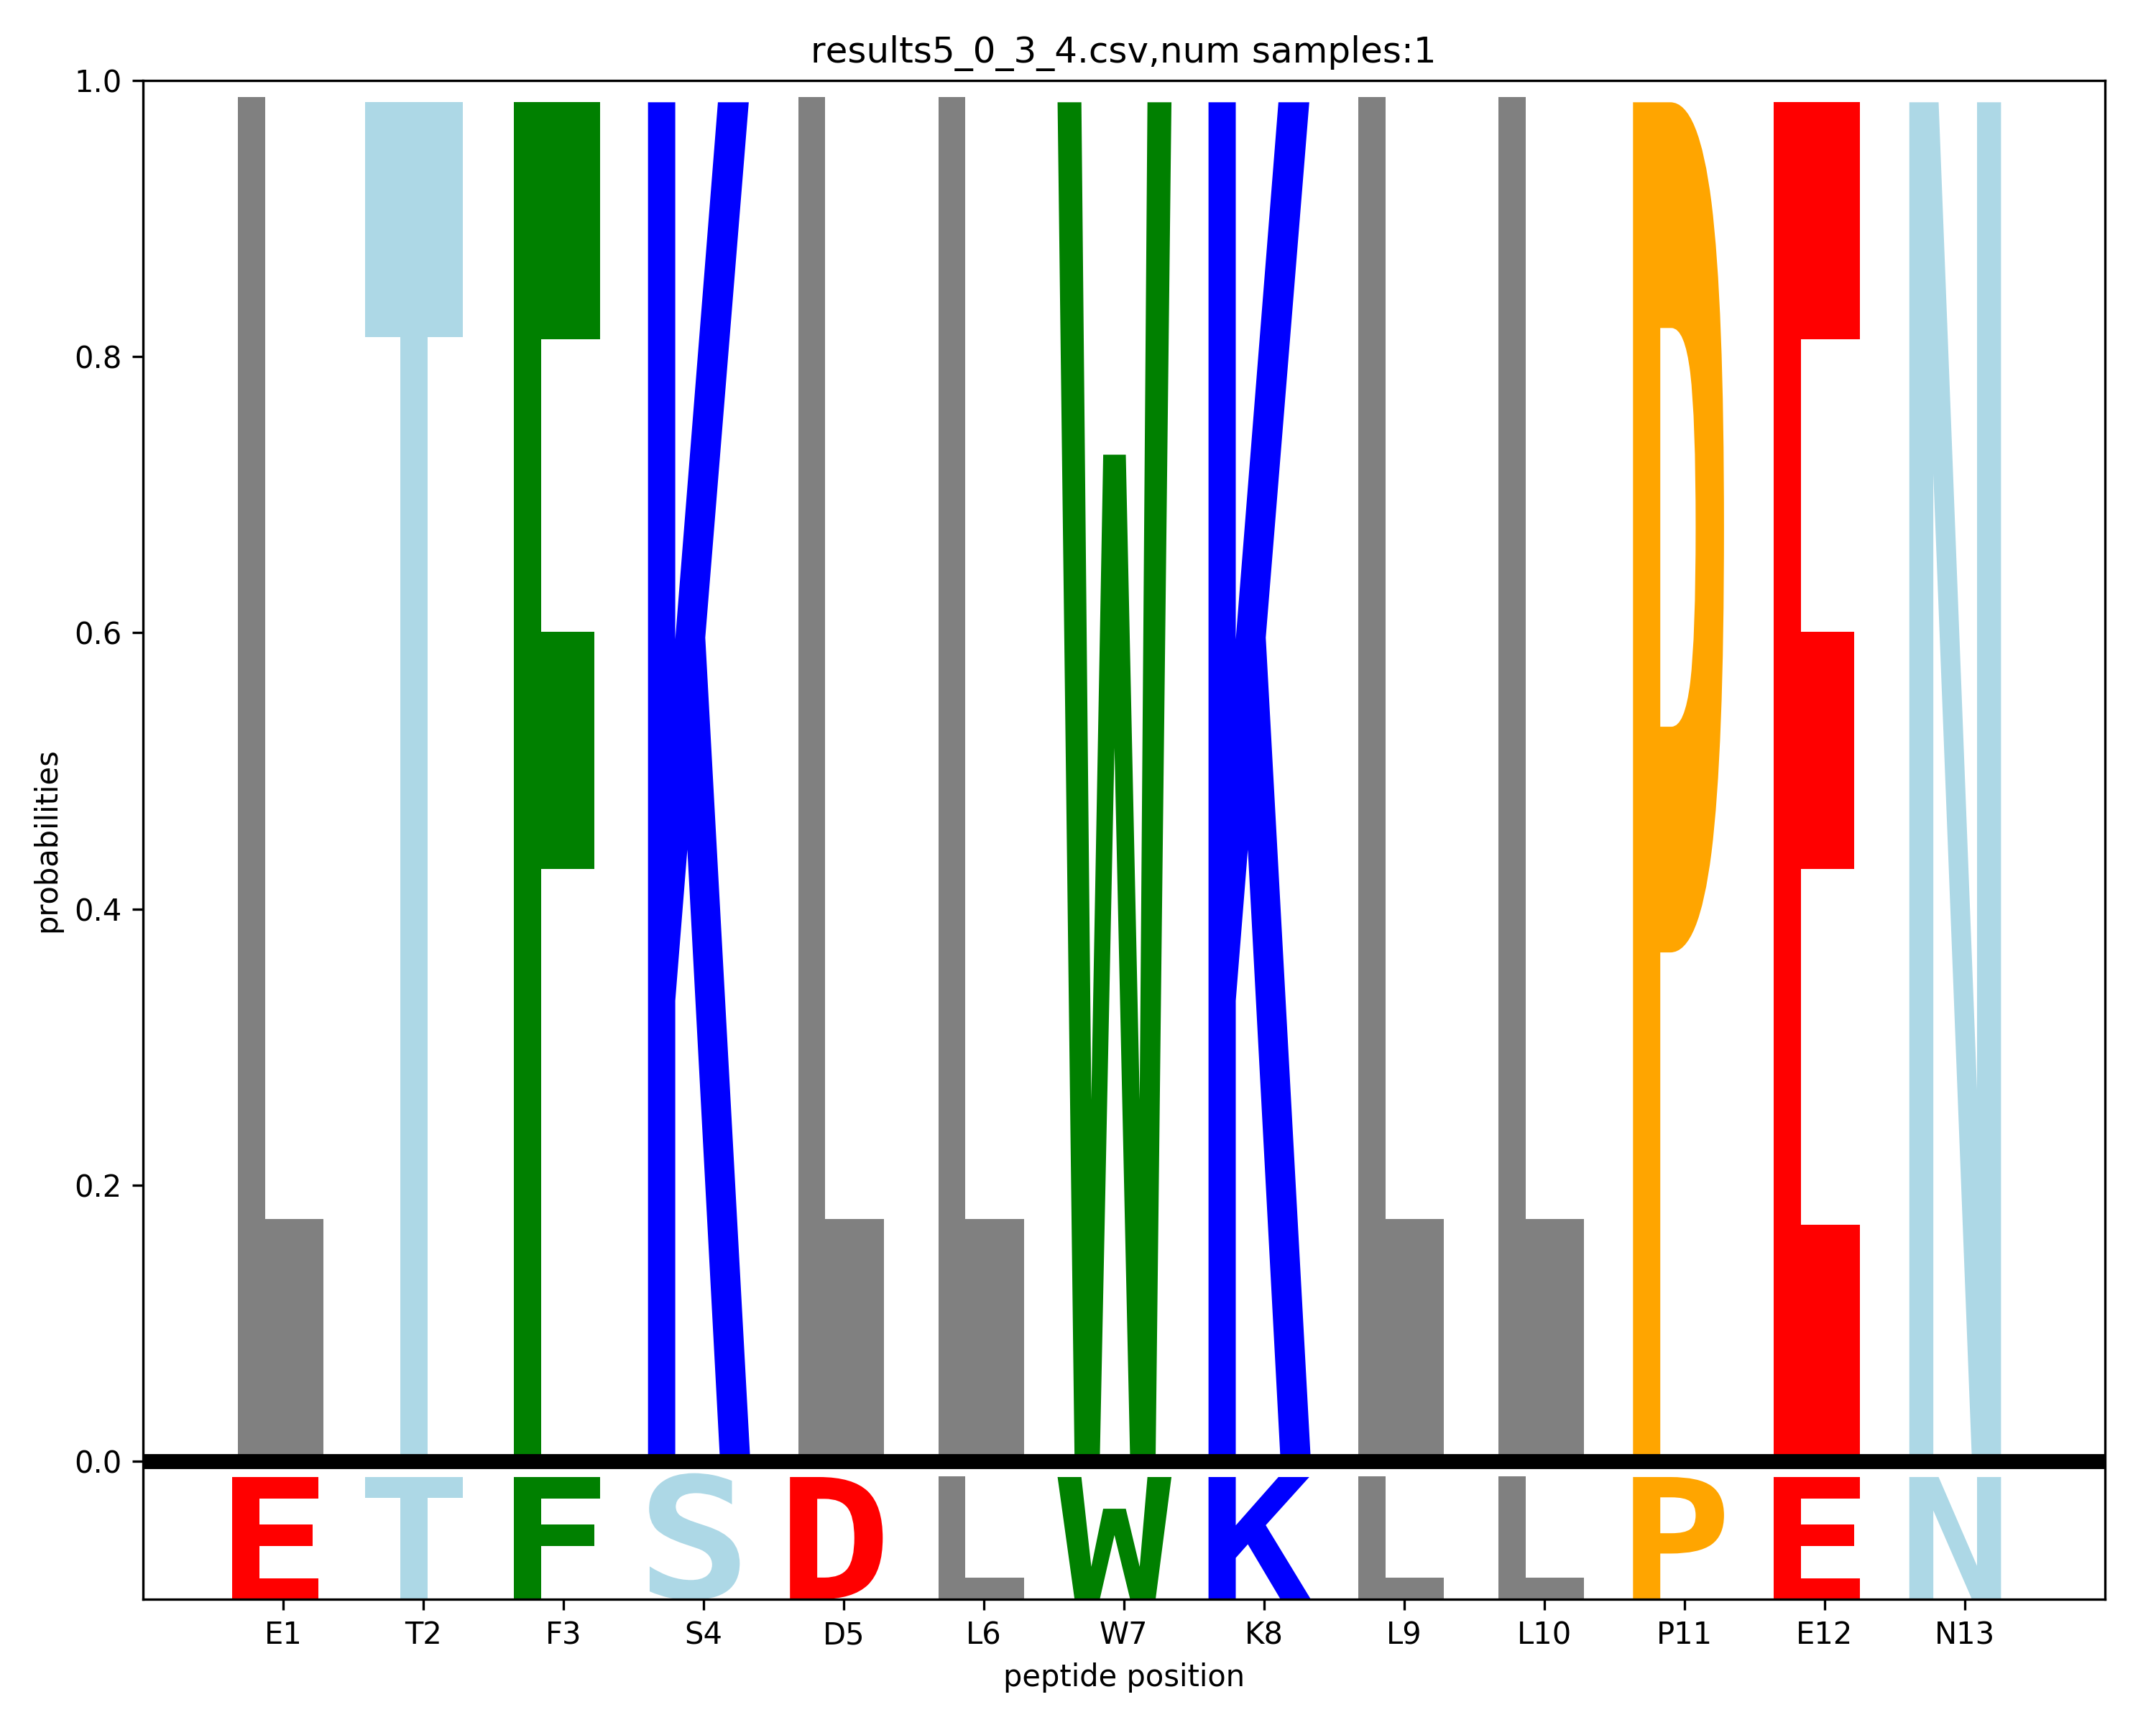 results5_0_3_4.csv,num samples:1
1.0
0.8
0.6
0.4
0.2
0.0
probabilities
L T F K L L W K L L P E N
E T F S D L W K L L P E N
E1 T2 F3 S4 D5 L6 W7 K8 L9 L10 P11 E12 N13
peptide position